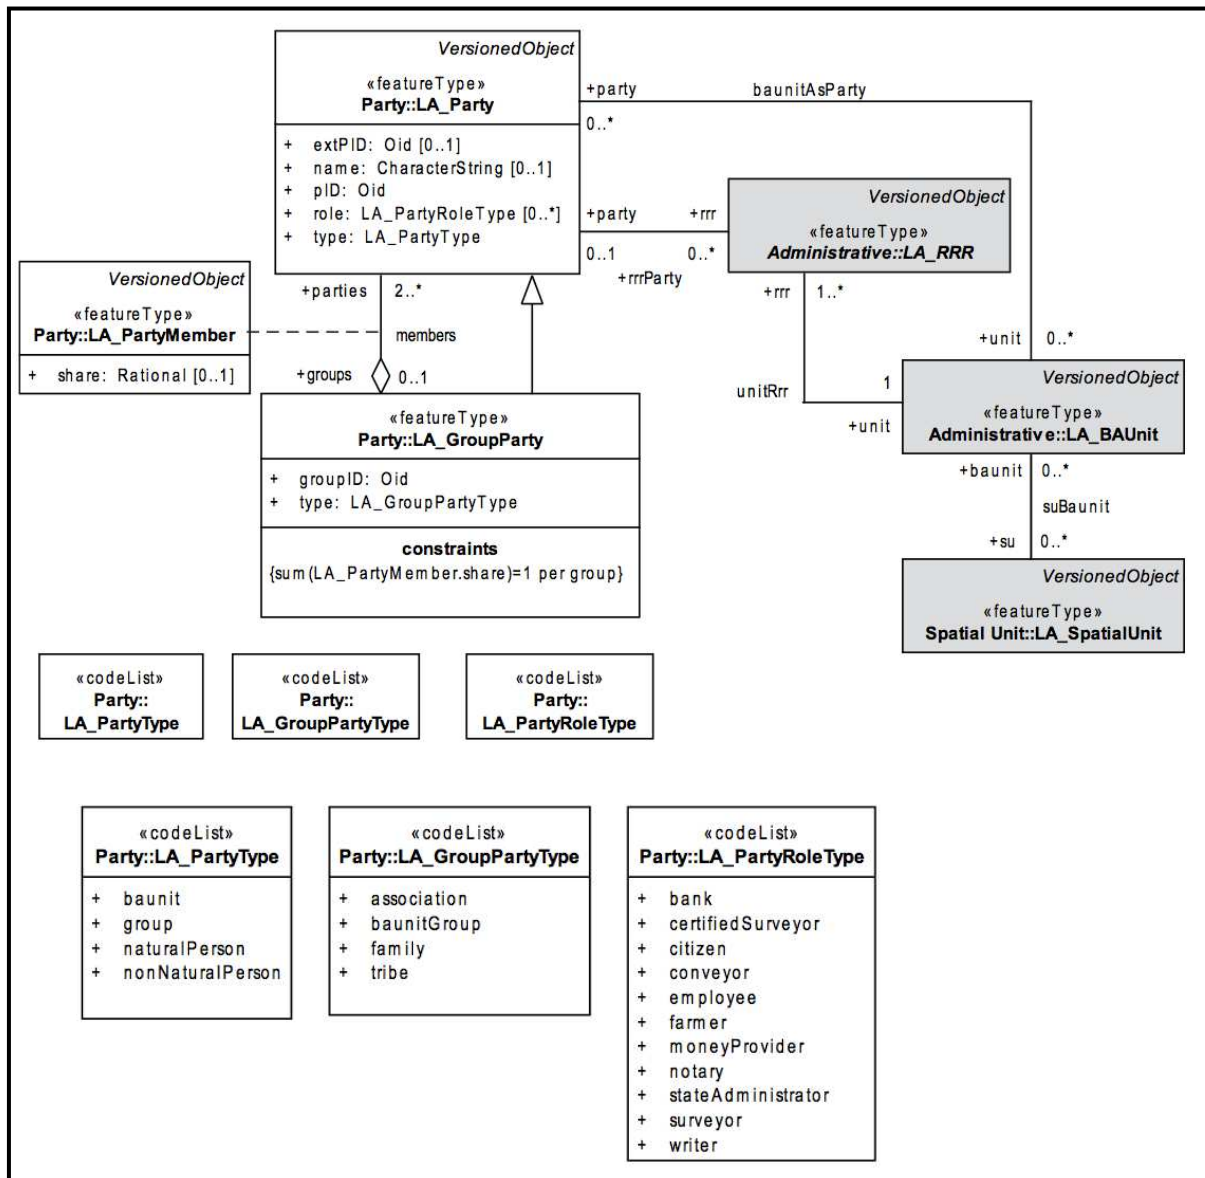 VersionedObject
«featureType»
Party::LA_Party
+ extPID: Oid [0..1]
+ name: CharacterString [0..1]
+ pID: Oid
+ role: LA_PartyRoleType [0..*]
+ type: LA_PartyType
+party
baunitAsParty
0..*
+party
+rrr
0..1
0..*
+rrrParty
VersionedObject
«featureType»
Administrative::LA_RRR
+rrr
1..*
VersionedObject
«featureType»
Party::LA_PartyMember
+ share: Rational [0..1]
+parties
2..*
members
+groups
0..1
+unit
0..*
unitRrr
1
+unit
VersionedObject
«featureType»
Administrative::LA_BAUnit
«featureType»
Party::LA_GroupParty
+ groupID: Oid
+ type: LA_GroupPartyType
constraints
{sum(LA_PartyMember.share)=1 per group}
+baunit
0..*
suBaunit
+su
0..*
VersionedObject
«featureType»
Spatial Unit::LA_SpatialUnit
«codeList»
Party::
LA_PartyType
«codeList»
Party::
LA_GroupPartyType
«codeList»
Party::
LA_PartyRoleType
«codeList»
Party::LA_PartyType
+ baunit
+ group
+ naturalPerson
+ nonNaturalPerson
«codeList»
Party::LA_GroupPartyType
+ association
+ baunitGroup
+ family
+ tribe
«codeList»
Party::LA_PartyRoleType
+ bank
+ certifiedSurveyor
+ citizen
+ conveyor
+ employee
+ farmer
+ moneyProvider
+ notary
+ stateAdministrator
+ surveyor
+ writer